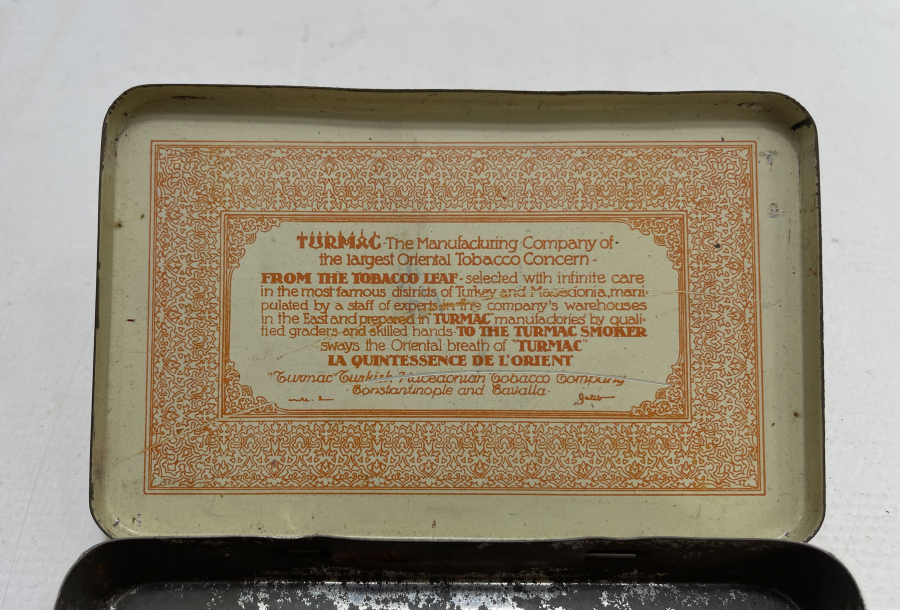 TURMAC·The Manufacturing·Company of·
the largest Oriental Tobacco Concern·
FROM THE TOBACCO LEAF·selected with infinite care
in the most famous districts of Turkey and Macedonia, mani-
pulated by a staff of experts in the company's warehouses
in the East and prepared in TURMAC manufactories by quali-
fied graders and skilled hands·TO THE TURMAC SMOKER
sways the Oriental breath of "TURMAC"
LA QUINTESSENCE DE L'ORIENT
"Turmac" Turkish Macedonian Tobacco Company
·Constantinople and Cavalla·